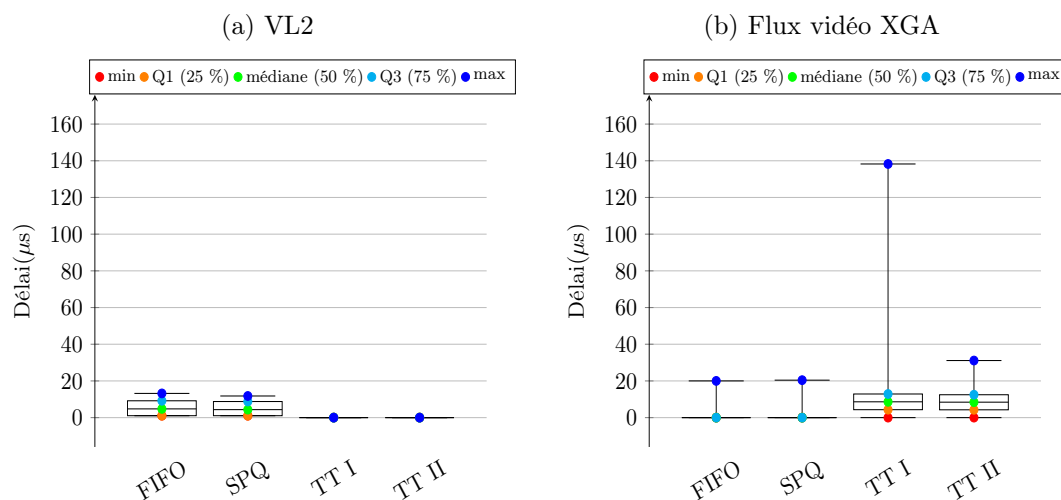 (a) VL2
min Q1 (25 %) médiane (50 %) Q3 (75 %) max
160
140
120
100
80
60
40
20
0
Délai(μs)
FIFO
SPQ
TT I
TT II
(b) Flux vidéo XGA
min Q1 (25 %) médiane (50 %) Q3 (75 %) max
160
140
120
100
80
60
40
20
0
Délai(μs)
FIFO
SPQ
TT I
TT II